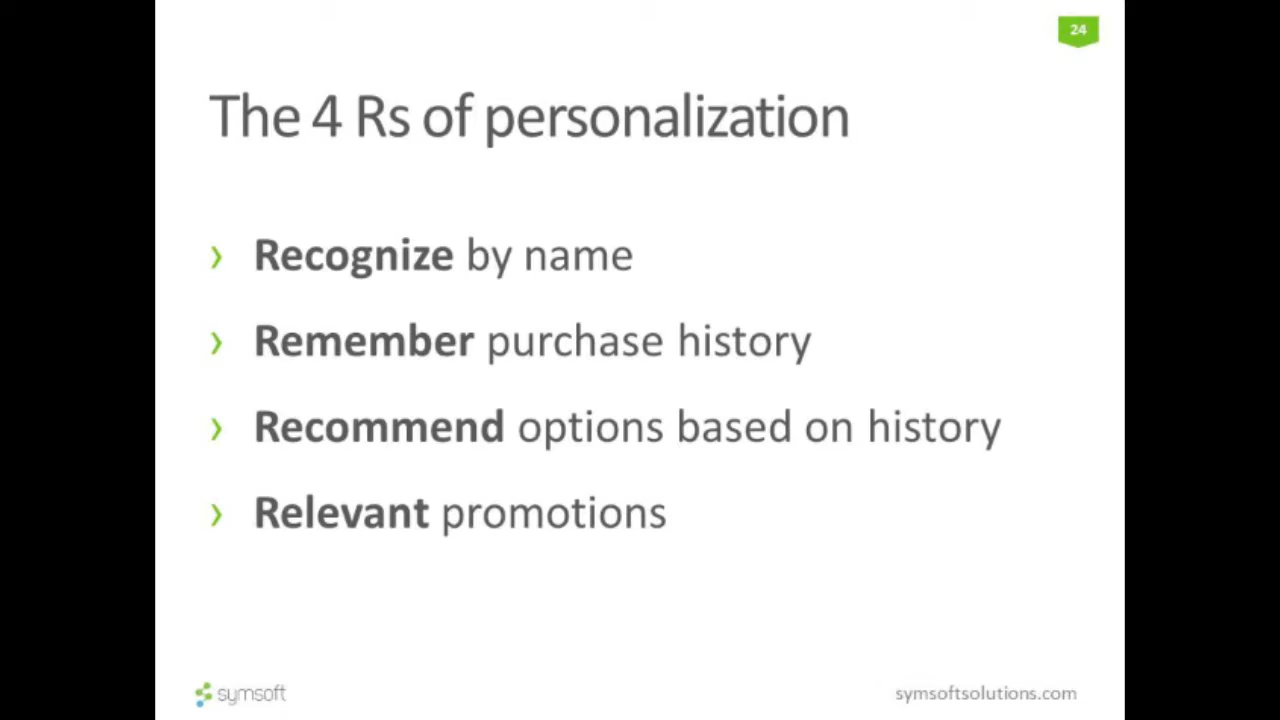 24
The 4 Rs of personalization
› Recognize by name
› Remember purchase history
› Recommend options based on history
› Relevant promotions
symsoft
symsoftsolutions.com